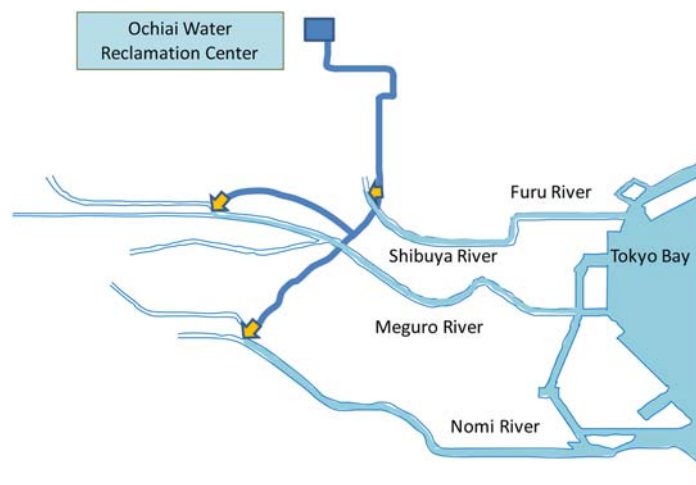 Ochiai Water
Reclamation Center
Furu River
Shibuya River
Tokyo Bay
Meguro River
Nomi River